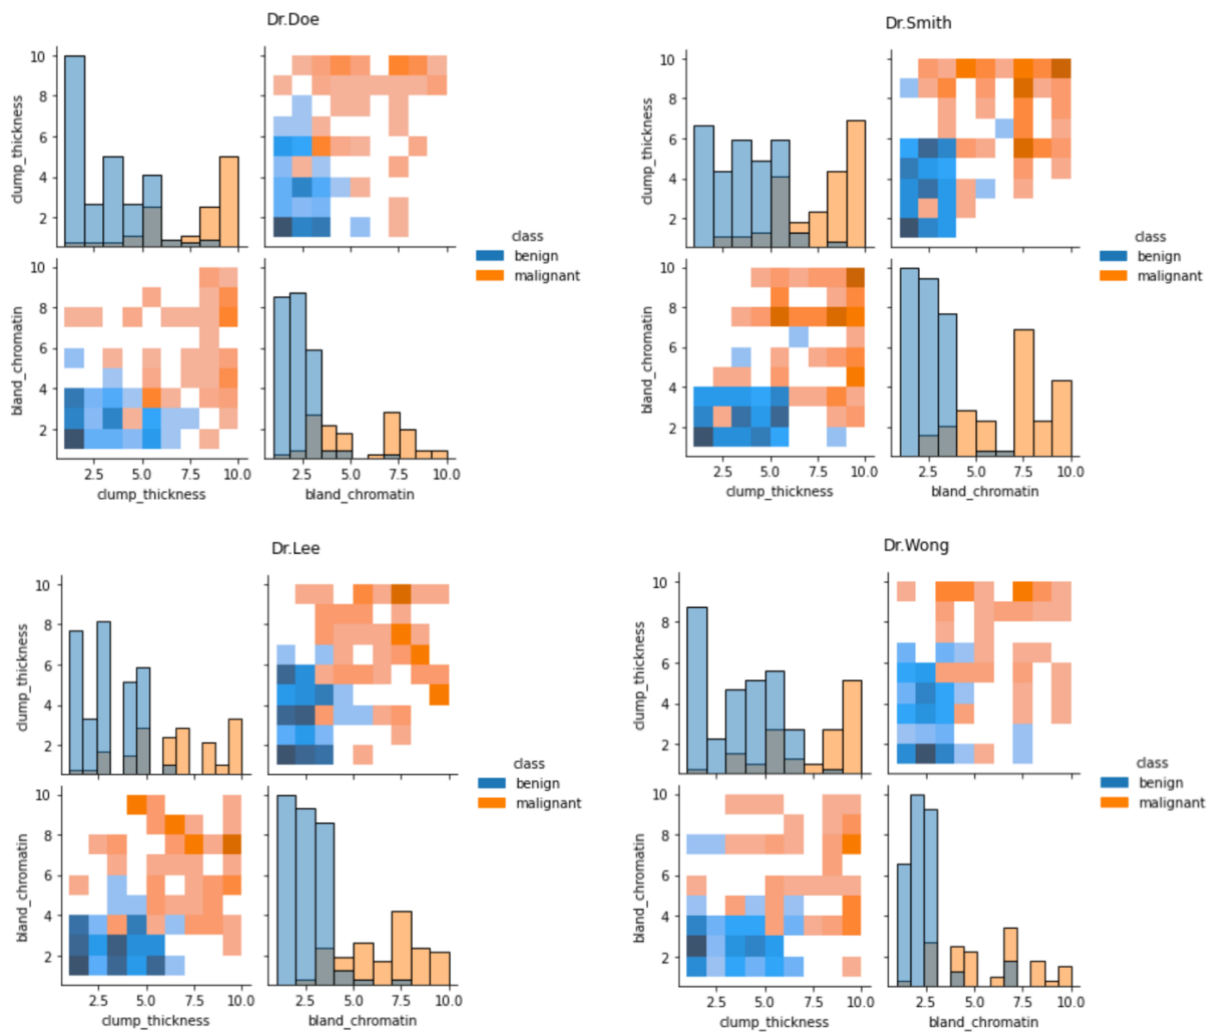 Dr.Doe
clump_thickness
10
8
6
4
2
bland_chromatin
10
8
6
4
2
2.5 5.0 7.5 10.0
clump_thickness
2.5 5.0 7.5 10.0
bland_chromatin
class
benign
malignant
Dr.Smith
clump_thickness
10
8
6
4
2
bland_chromatin
10
8
6
4
2
2.5 5.0 7.5 10.0
clump_thickness
2.5 5.0 7.5 10.0
bland_chromatin
class
benign
malignant
Dr.Lee
clump_thickness
10
8
6
4
2
bland_chromatin
10
8
6
4
2
2.5 5.0 7.5 10.0
clump_thickness
2.5 5.0 7.5 10.0
bland_chromatin
class
benign
malignant
Dr.Wong
clump_thickness
10
8
6
4
2
bland_chromatin
10
8
6
4
2
2.5 5.0 7.5 10.0
clump_thickness
2.5 5.0 7.5 10.0
bland_chromatin
class
benign
malignant